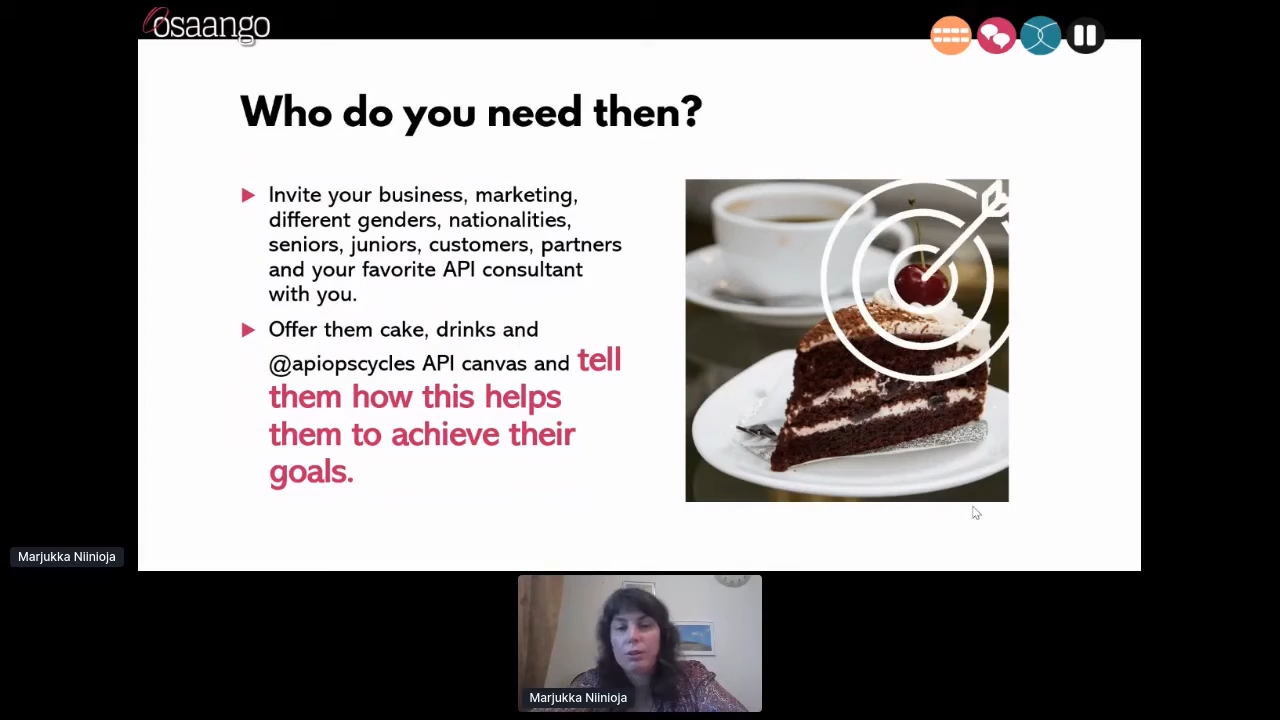 Osaango
Who do you need then?
Invite your business, marketing,
different genders, nationalities,
seniors, juniors, customers, partners
and your favorite API consultant
with you.
Offer them cake, drinks and
@apiopscycles API canvas and tell
them how this helps
them to achieve their
goals.
Marjukka Niinioja
Marjukka Niinioja